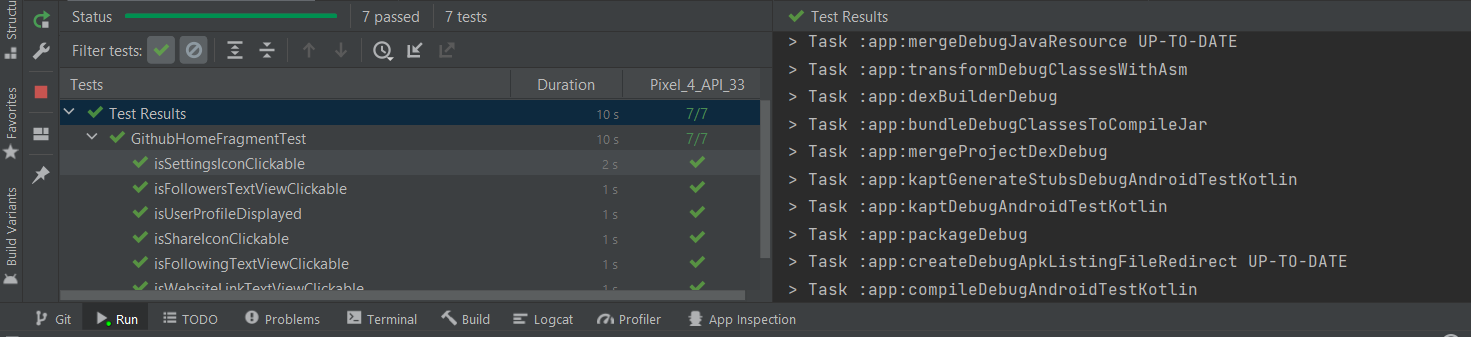 Structu
Favorites
Build Variants
Status 7 passed 7 tests
Filter tests:
Tests Duration Pixel_4_API_33
Test Results 10 s 7/7
GithubHomeFragmentTest 10 s 7/7
isSettingsIconClickable 2 s
isFollowersTextViewClickable 1 s
isUserProfileDisplayed 1 s
isShareIconClickable 1 s
isFollowingTextViewClickable 1 s
isWebsiteLinkTextViewClickable 1 s
Test Results
> Task :app:mergeDebugJavaResource UP-TO-DATE
> Task :app:transformDebugClassesWithAsm
> Task :app:dexBuilderDebug
> Task :app:bundleDebugClassesToCompileJar
> Task :app:mergeProjectDexDebug
> Task :app:kaptGenerateStubsDebugAndroidTestKotlin
> Task :app:kaptDebugAndroidTestKotlin
> Task :app:packageDebug
> Task :app:createDebugApkListingFileRedirect UP-TO-DATE
> Task :app:compileDebugAndroidTestKotlin
Git Run TODO Problems Terminal Build Logcat Profiler App Inspection